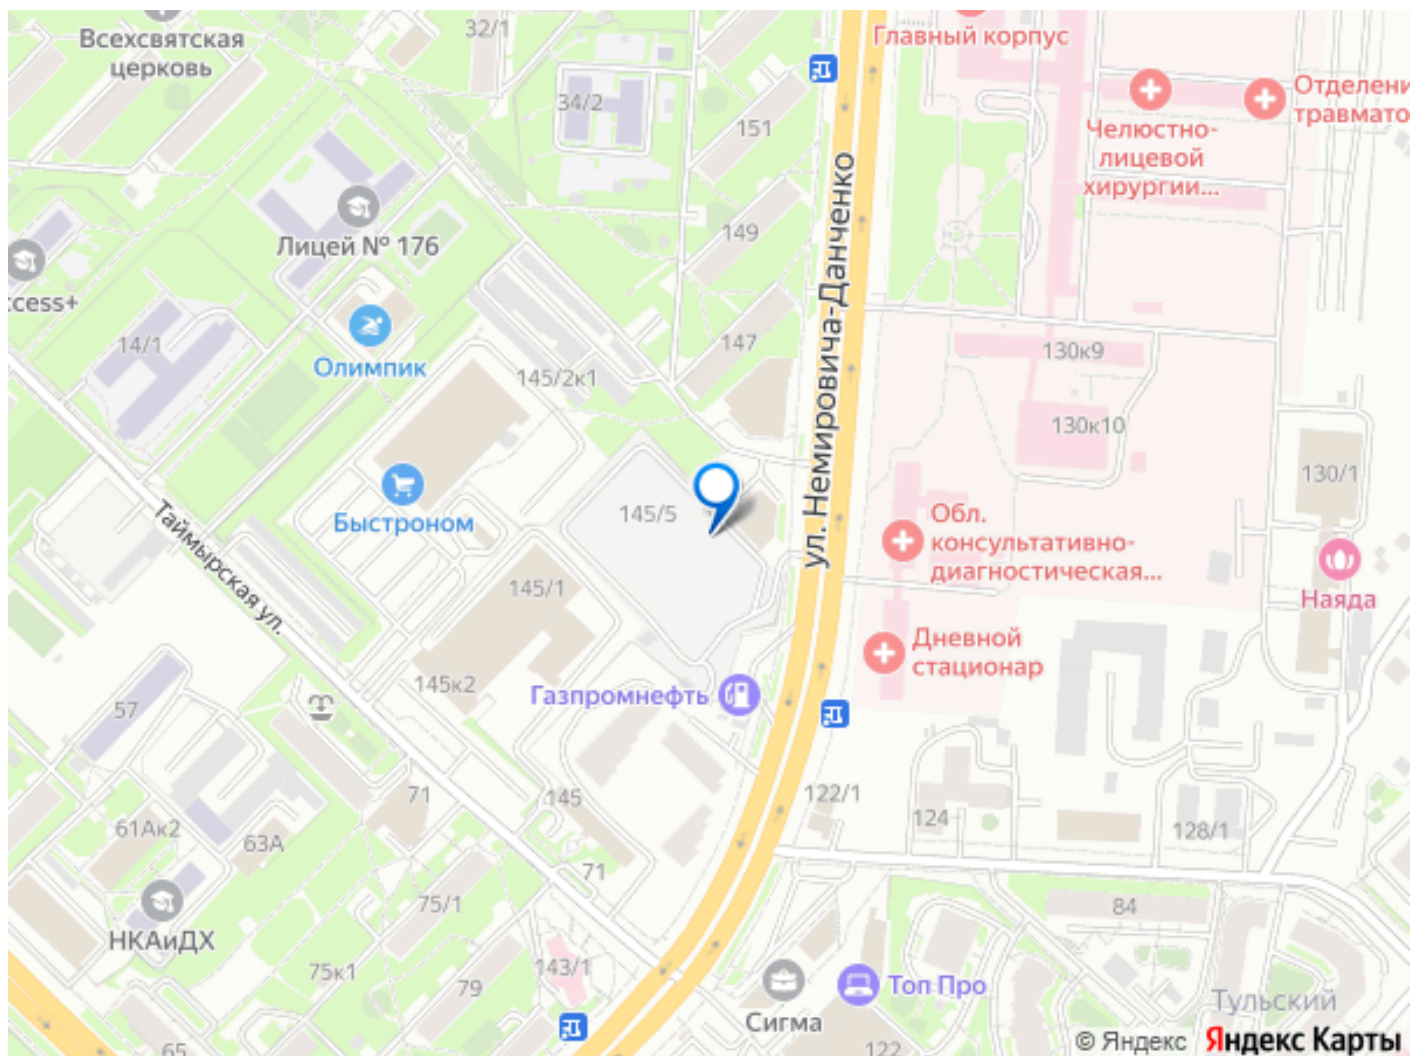 Всехсвятская
церковь
32/1
34/2
151
Главный корпус
Челюстно-
лицевой
хирургии...
Отделени
травмато
Лицей № 176
149
ccess+
14/1
Олимпик
145/2к1
147
ул. Немировича-Данченко
130к9
130к10
130/1
Быстроном
145/5
Таймырская ул.
145/1
Обл.
консультативно-
диагностическая...
Наяда
Дневной
стационар
145к2
Газпромнефть
57
71
145
122/1
124
128/1
61Ак2
63А
71
75/1
84
НКАиДХ
75к1
79
143/1
Топ Про
Сигма
Тульский
65
122
© Яндекс Яндекс Карты